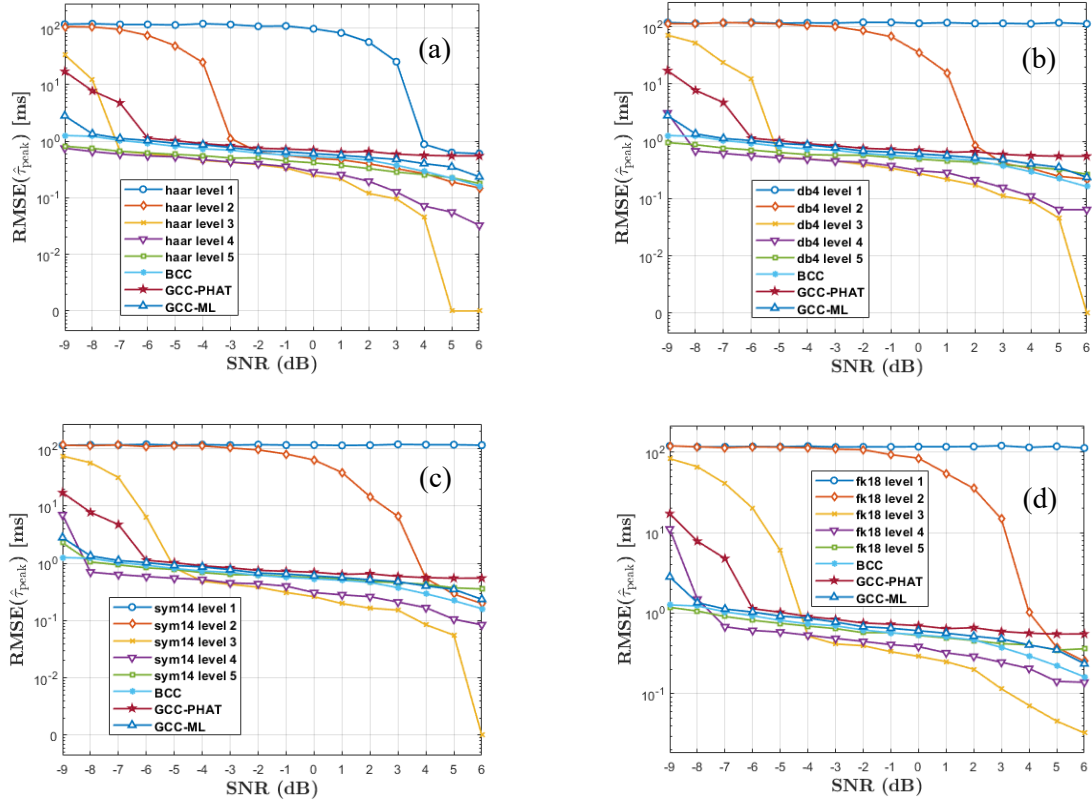 (a)
RMSE(τ̂peak) [ms]
10²
10¹
10⁰
10⁻¹
10⁻²
0
haar level 1
haar level 2
haar level 3
haar level 4
haar level 5
BCC
GCC-PHAT
GCC-ML
-9 -8 -7 -6 -5 -4 -3 -2 -1 0 1 2 3 4 5 6
SNR (dB)
(b)
RMSE(τ̂peak) [ms]
10²
10¹
10⁰
10⁻¹
10⁻²
0
db4 level 1
db4 level 2
db4 level 3
db4 level 4
db4 level 5
BCC
GCC-PHAT
GCC-ML
-9 -8 -7 -6 -5 -4 -3 -2 -1 0 1 2 3 4 5 6
SNR (dB)
(c)
RMSE(τ̂peak) [ms]
10²
10¹
10⁰
10⁻¹
10⁻²
0
sym14 level 1
sym14 level 2
sym14 level 3
sym14 level 4
sym14 level 5
BCC
GCC-PHAT
GCC-ML
-9 -8 -7 -6 -5 -4 -3 -2 -1 0 1 2 3 4 5 6
SNR (dB)
(d)
RMSE(τ̂peak) [ms]
10²
10¹
10⁰
10⁻¹
fk18 level 1
fk18 level 2
fk18 level 3
fk18 level 4
fk18 level 5
BCC
GCC-PHAT
GCC-ML
-9 -8 -7 -6 -5 -4 -3 -2 -1 0 1 2 3 4 5 6
SNR (dB)